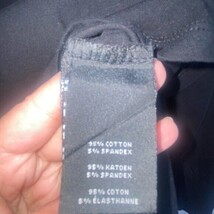 95% COTTON
5% SPANDEX
95% KATOEN
5% SPANDEX
95% COTON
5% ÉLASTHANNE